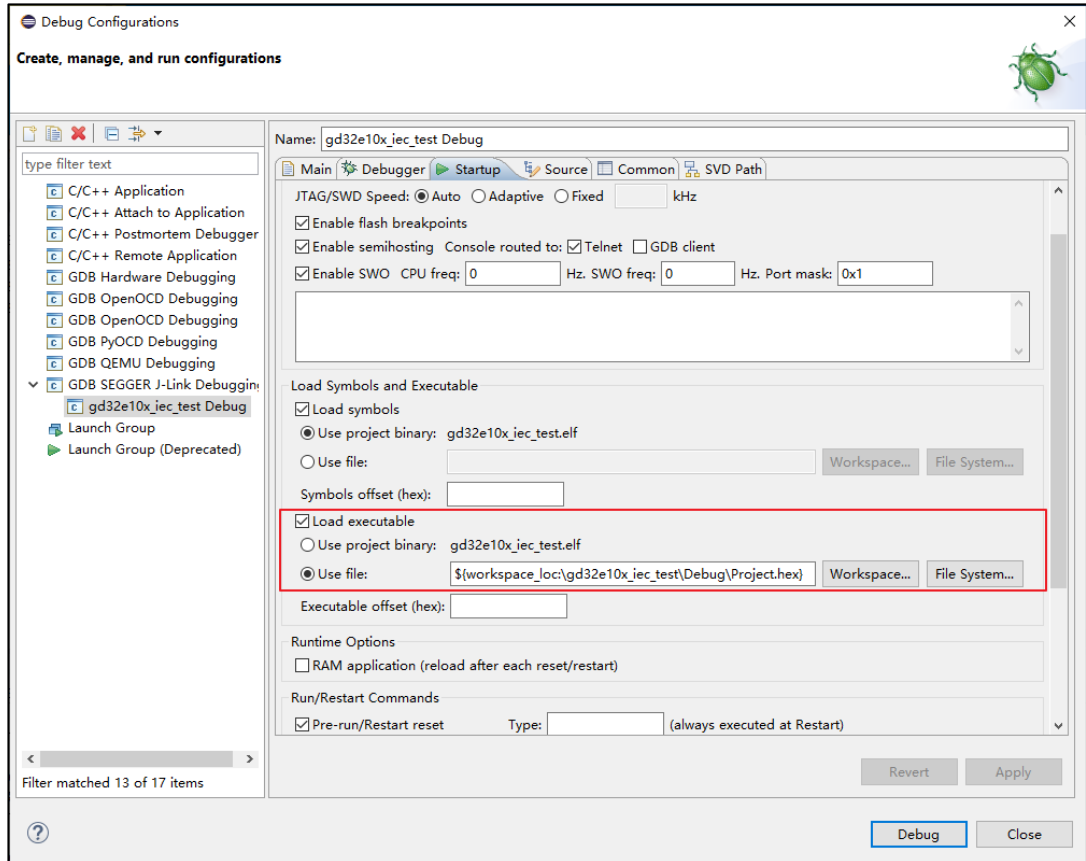 Debug Configurations
Create, manage, and run configurations
type filter text
C/C++ Application
C/C++ Attach to Application
C/C++ Postmortem Debugger
C/C++ Remote Application
GDB Hardware Debugging
GDB OpenOCD Debugging
GDB OpenOCD Debugging
GDB PyOCD Debugging
GDB QEMU Debugging
GDB SEGGER J-Link Debugging
gd32e10x_iec_test Debug
Launch Group
Launch Group (Deprecated)
Filter matched 13 of 17 items
Name: gd32e10x_iec_test Debug
Main Debugger Startup Source Common SVD Path
JTAG/SWD Speed: Auto Adaptive Fixed kHz
Enable flash breakpoints
Enable semihosting Console routed to: Telnet GDB client
Enable SWO CPU freq: 0 Hz. SWO freq: 0 Hz. Port mask: 0x1
Load Symbols and Executable
Load symbols
Use project binary: gd32e10x_iec_test.elf
Use file: Workspace... File System...
Symbols offset (hex):
Load executable
Use project binary: gd32e10x_iec_test.elf
Use file: ${workspace_loc:\gd32e10x_iec_test\Debug\Project.hex} Workspace... File System...
Executable offset (hex):
Runtime Options
RAM application (reload after each reset/restart)
Run/Restart Commands
Pre-run/Restart reset Type: (always executed at Restart)
Revert Apply
Debug Close